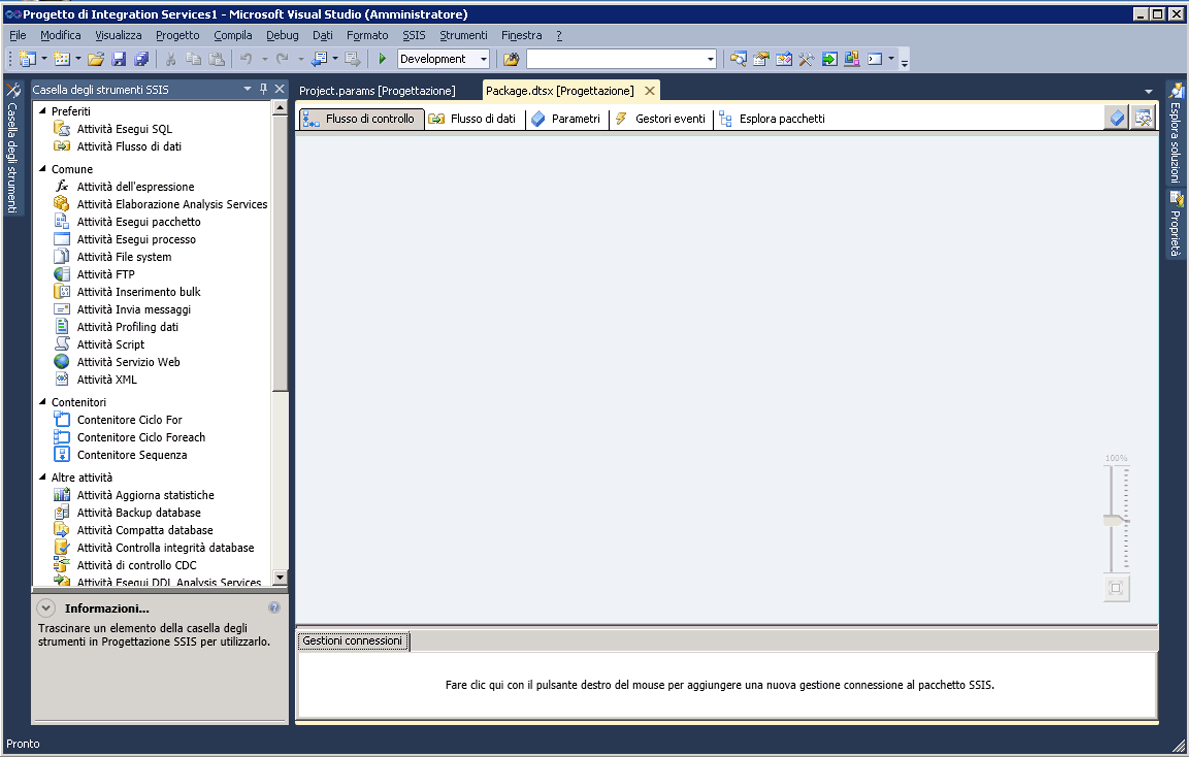 Progetto di Integration Services1 - Microsoft Visual Studio (Amministratore)
File Modifica Visualizza Progetto Compila Debug Dati Formato SSIS Strumenti Finestra ?
Development
Casella degli strumenti
Casella degli strumenti SSIS
Preferiti
Attività Esegui SQL
Attività Flusso di dati
Comune
fx Attività dell'espressione
Attività Elaborazione Analysis Services
Attività Esegui pacchetto
Attività Esegui processo
Attività File system
Attività FTP
Attività Inserimento bulk
Attività Invia messaggi
Attività Profiling dati
Attività Script
Attività Servizio Web
Attività XML
Contenitori
Contenitore Ciclo For
Contenitore Ciclo Foreach
Contenitore Sequenza
Altre attività
Attività Aggiorna statistiche
Attività Backup database
Attività Compatta database
Attività Controlla integrità database
Attività di controllo CDC
Attività Esegui DDL Analysis Services
Informazioni...
Trascinare un elemento della casella degli
strumenti in Progettazione SSIS per utilizzarlo.
Project.params [Progettazione]
Package.dtsx [Progettazione]
Flusso di controllo
Flusso di dati
Parametri
Gestori eventi
Esplora pacchetti
100%
Gestioni connessioni
Fare clic qui con il pulsante destro del mouse per aggiungere una nuova gestione connessione al pacchetto SSIS.
Esplora soluzioni
Proprietà
Pronto